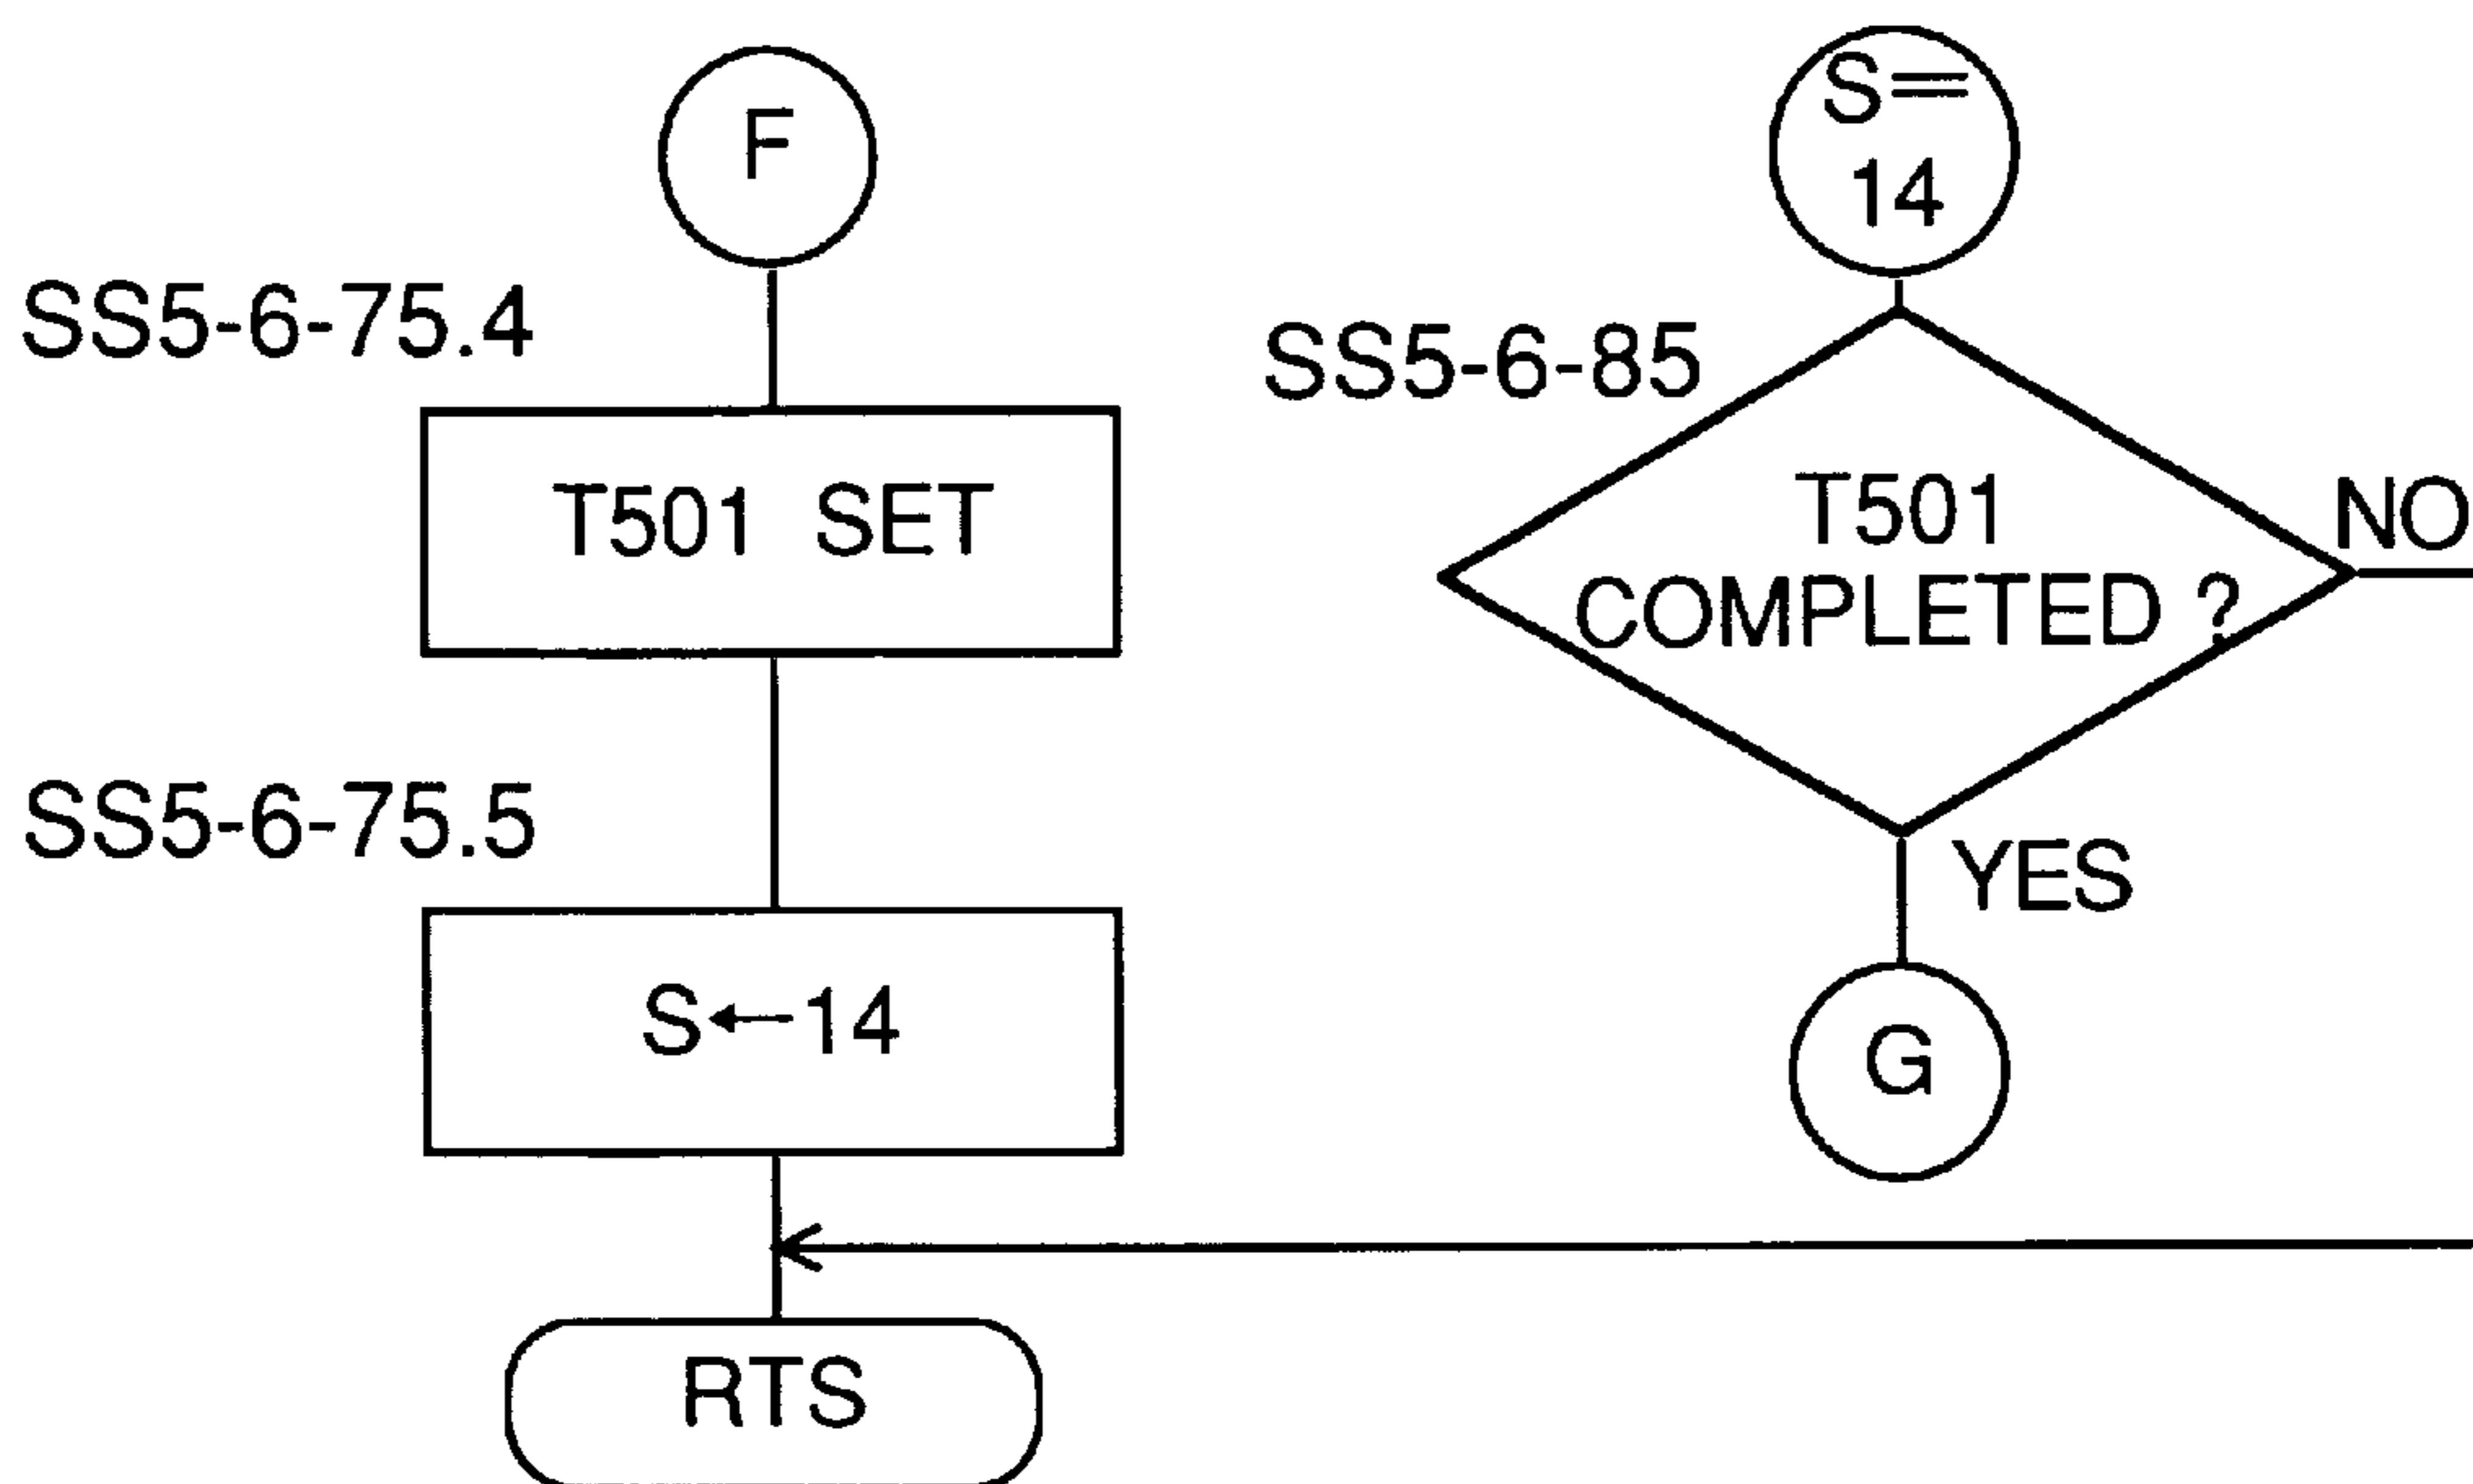 F
SS5-6-75.4
T501 SET
SS5-6-75.5
S←14
RTS
S=
14
SS5-6-85
T501
COMPLETED ?
NO
YES
G